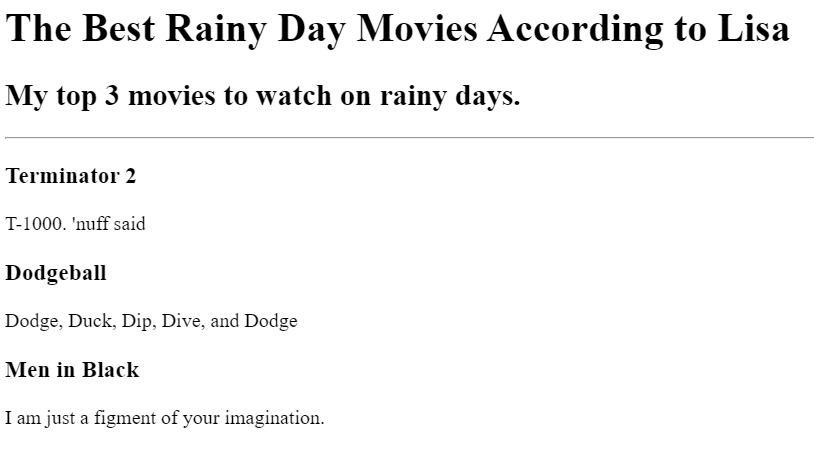 The Best Rainy Day Movies According to Lisa
My top 3 movies to watch on rainy days.
Terminator 2
T-1000. 'nuff said
Dodgeball
Dodge, Duck, Dip, Dive, and Dodge
Men in Black
I am just a figment of your imagination.